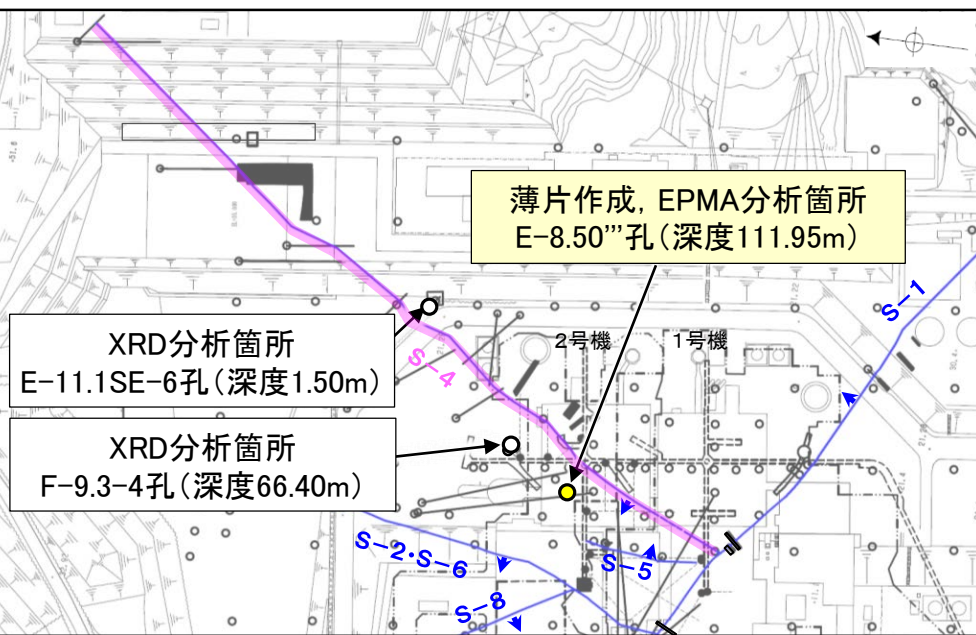 薄片作成, EPMA分析箇所
E-8.50'''孔(深度111.95m)
S-1
2号機
1号機
XRD分析箇所
E-11.1SE-6孔(深度1.50m)
S-4
XRD分析箇所
F-9.3-4孔(深度66.40m)
S-2・S-6
S-5
S-8